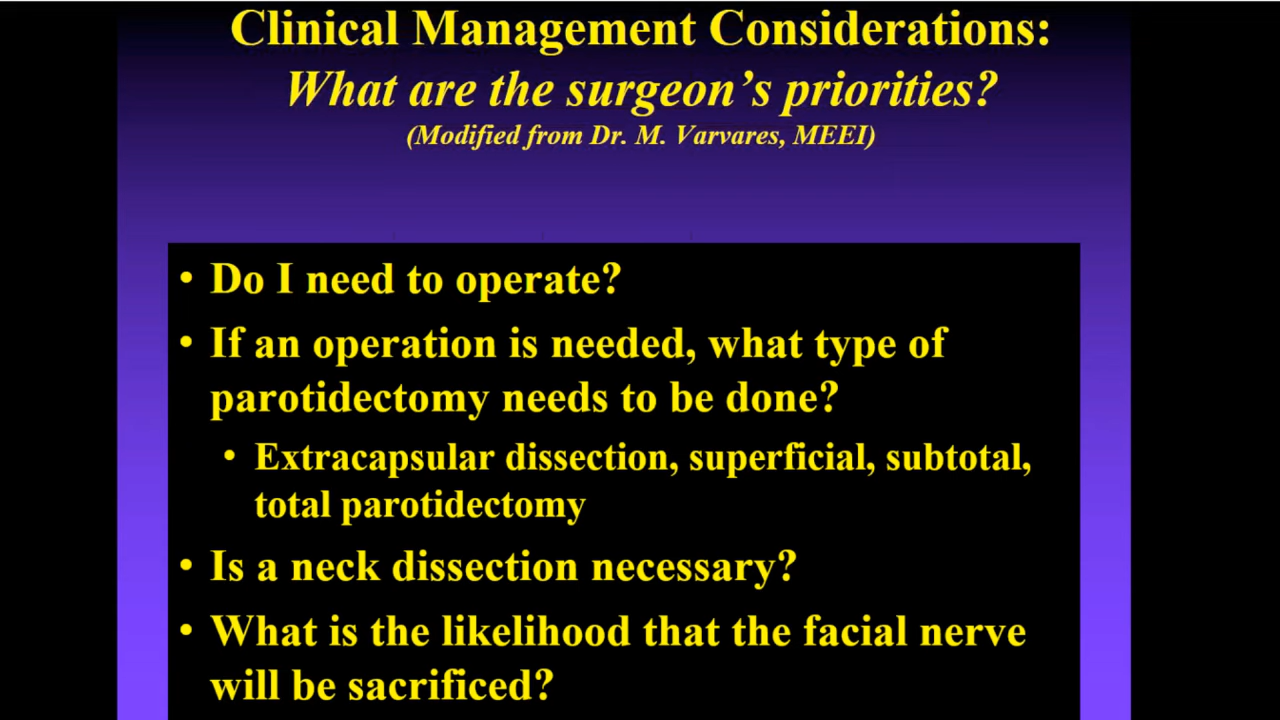 Clinical Management Considerations:
What are the surgeon's priorities?
(Modified from Dr. M. Varvares, MEEI)
• Do I need to operate?
• If an operation is needed, what type of
parotidectomy needs to be done?
• Extracapsular dissection, superficial, subtotal,
total parotidectomy
• Is a neck dissection necessary?
• What is the likelihood that the facial nerve
will be sacrificed?